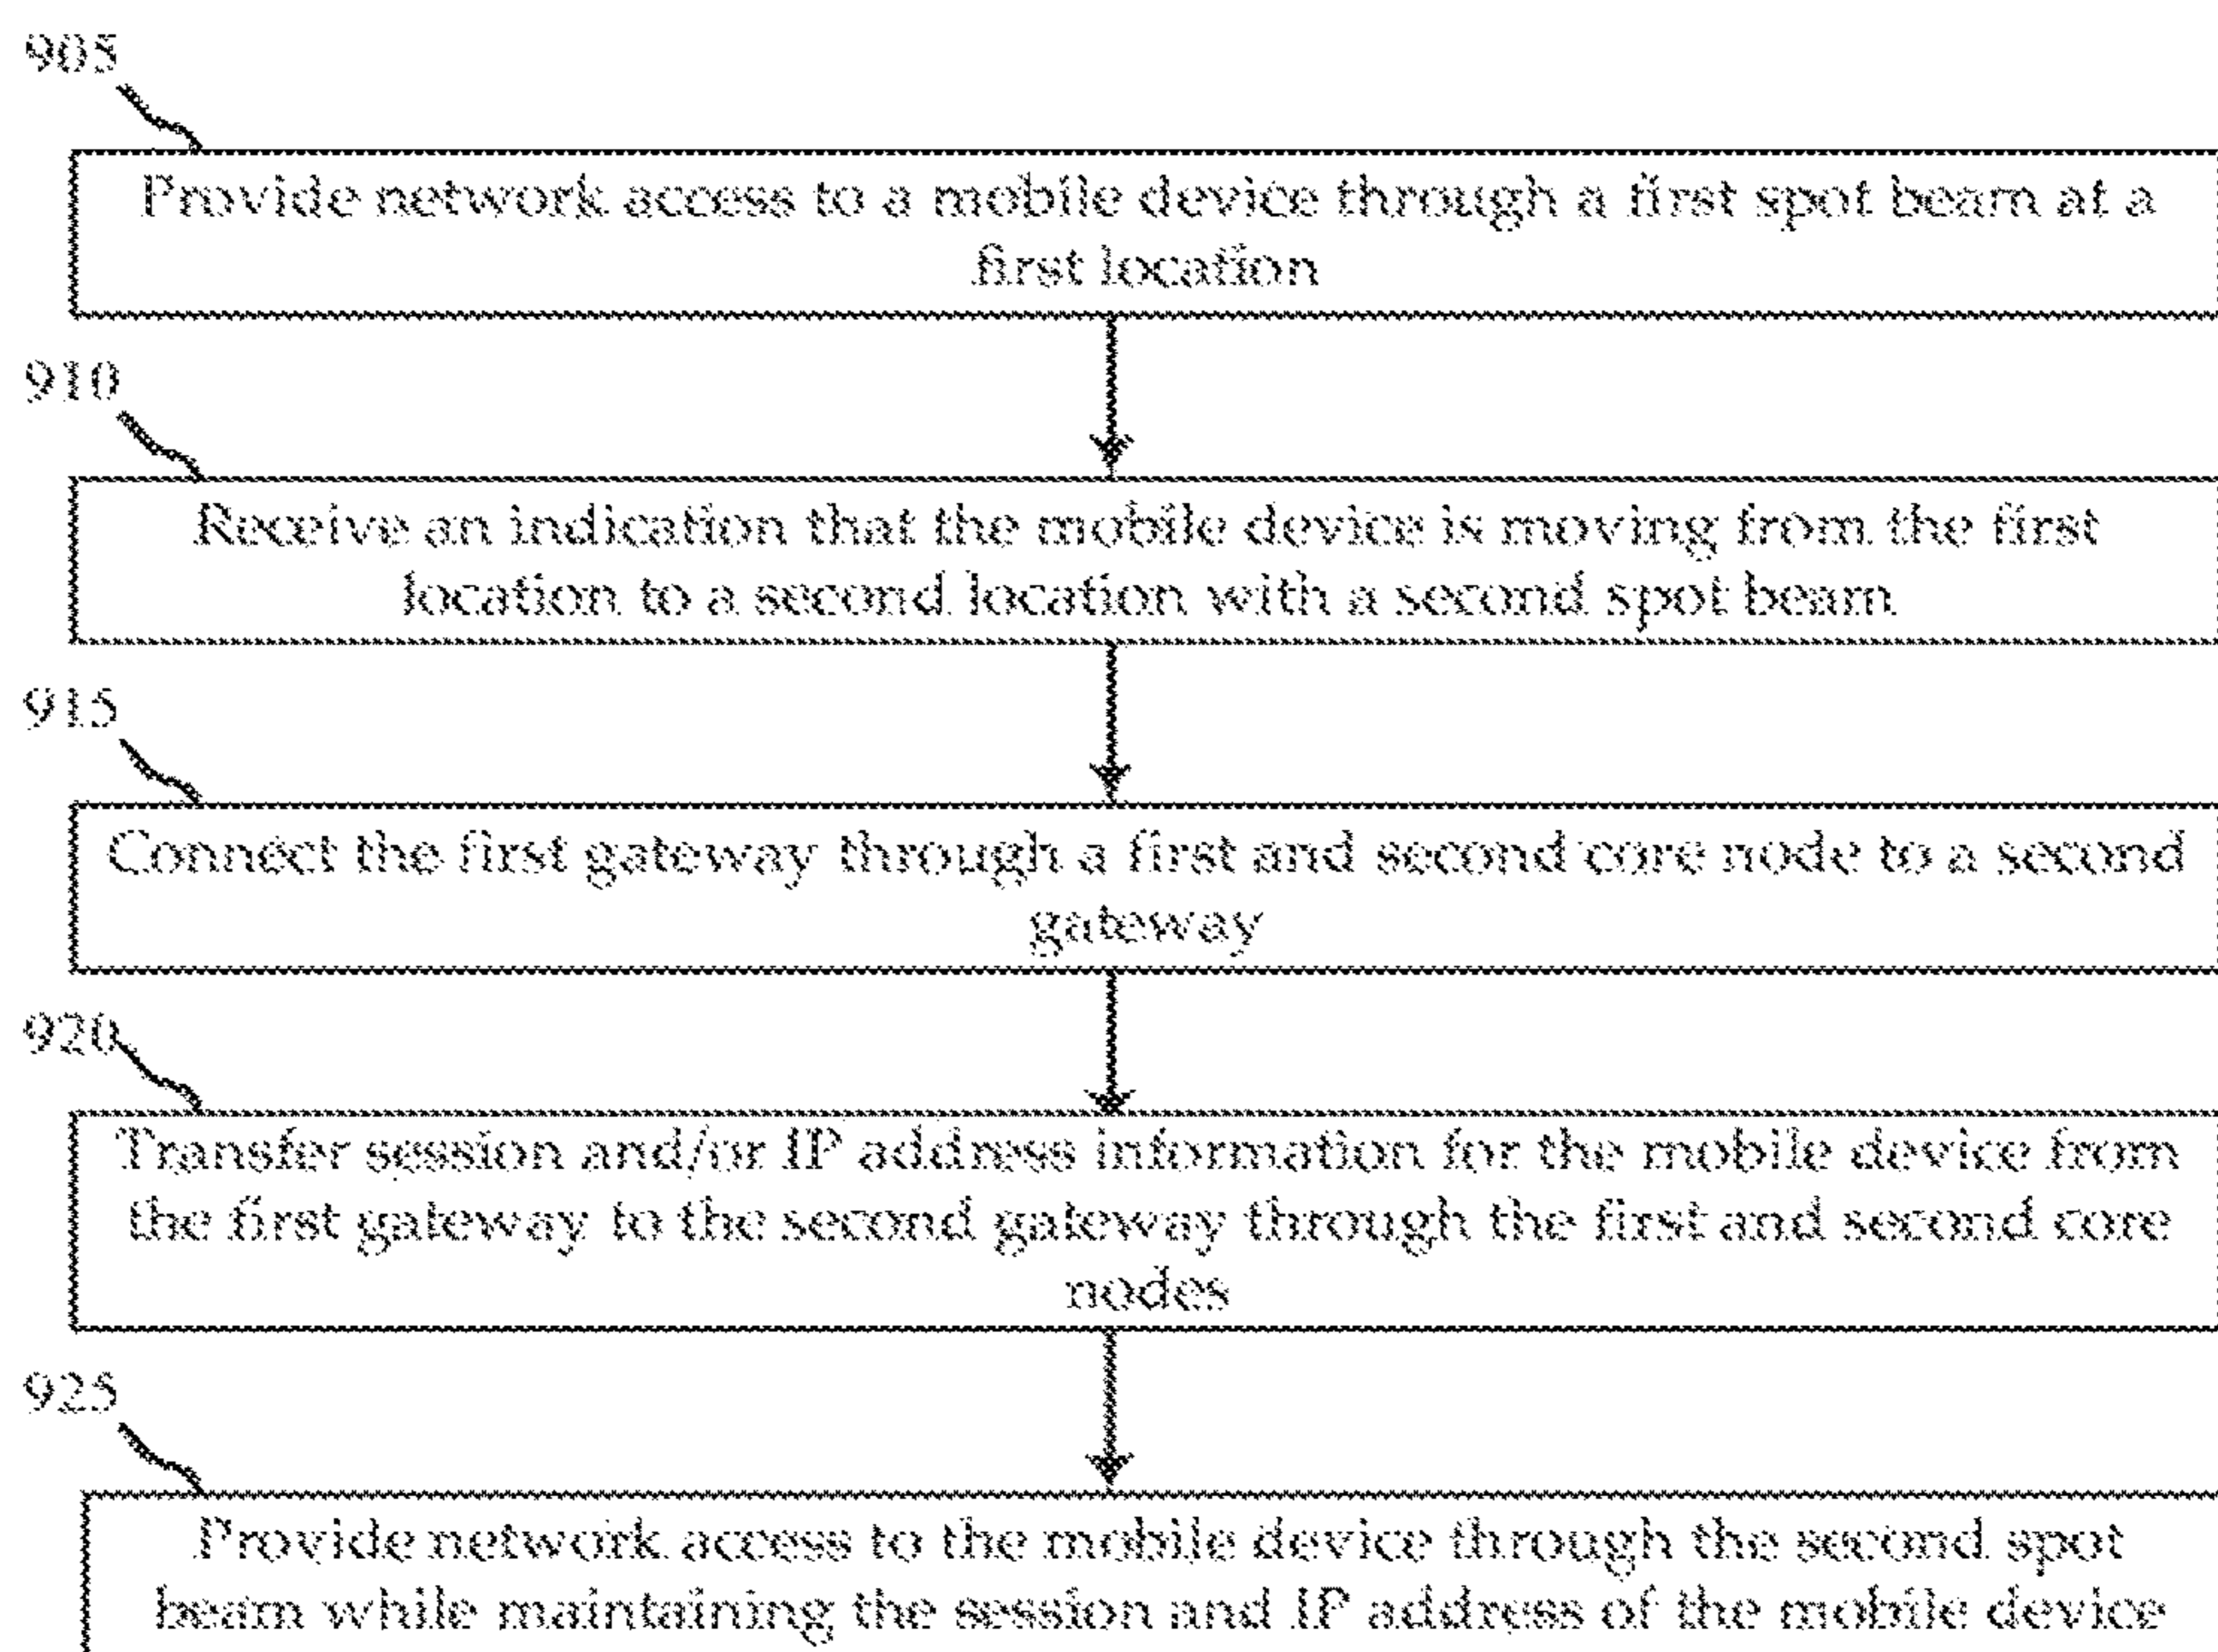 905
Provide network access to a mobile device through a first spot beam at a
first location
910
Receive an indication that the mobile device is moving from the first
location to a second location with a second spot beam
915
Connect the first gateway through a first and second core node to a second
gateway
920
Transfer session and/or IP address information for the mobile device from
the first gateway to the second gateway through the first and second core
nodes
925
Provide network access to the mobile device through the second spot
beam while maintaining the session and IP address of the mobile device